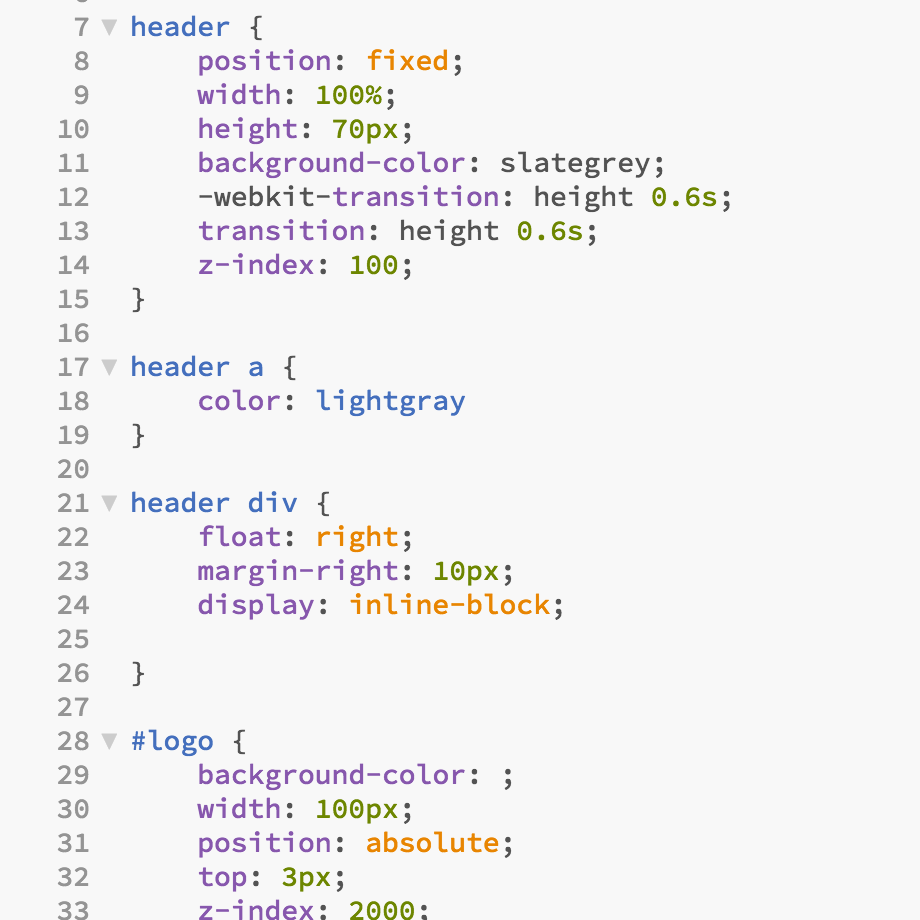 7 header {
8 position: fixed;
9 width: 100%;
10 height: 70px;
11 background-color: slategrey;
12 -webkit-transition: height 0.6s;
13 transition: height 0.6s;
14 z-index: 100;
15 }
16
17 header a {
18 color: lightgray
19 }
20
21 header div {
22 float: right;
23 margin-right: 10px;
24 display: inline-block;
25
26 }
27
28 #logo {
29 background-color: ;
30 width: 100px;
31 position: absolute;
32 top: 3px;
33 z-index: 2000;